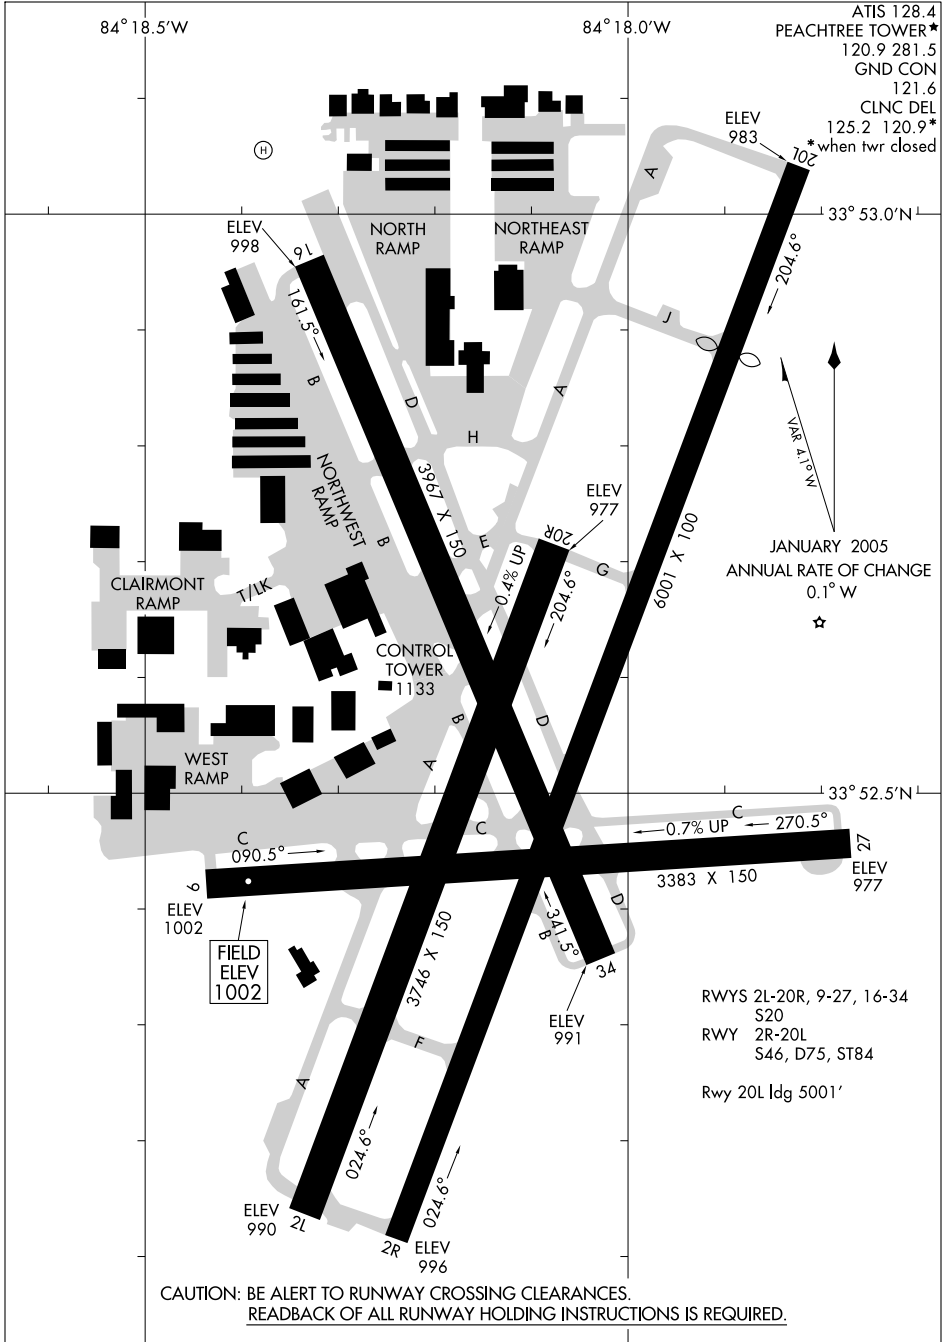 84°18.5'W
84°18.0'W
ATIS 128.4
PEACHTREE TOWER★
120.9 281.5
GND CON
121.6
CLNC DEL
125.2 120.9*
* when twr closed
ELEV
983
20L
A
H
33°53.0'N
NORTH
RAMP
NORTHEAST
RAMP
ELEV
998
16
204.6°
161.5°
J
B
D
A
VAR 4.1° W
H
NORTHWEST
RAMP
3967 X 150
ELEV
977
20R
6001 X 100
B
E
0.4% UP
G
204.6°
JANUARY 2005
ANNUAL RATE OF CHANGE
0.1° W
CLAIRMONT
RAMP
T/LK
CONTROL
TOWER
1133
B
D
A
WEST
RAMP
33°52.5'N
C
090.5°
C
C
0.7% UP
270.5°
27
9
ELEV
1002
3383 X 150
ELEV
977
FIELD
ELEV
1002
3746 X 150
341.5°
B
D
34
ELEV
991
RWYS 2L-20R, 9-27, 16-34
S20
RWY 2R-20L
S46, D75, ST84
Rwy 20L ldg 5001'
F
A
024.6°
024.6°
ELEV
990
2L
2R
ELEV
996
CAUTION: BE ALERT TO RUNWAY CROSSING CLEARANCES.
READBACK OF ALL RUNWAY HOLDING INSTRUCTIONS IS REQUIRED.